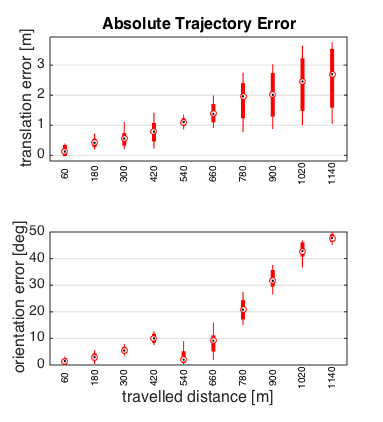 Absolute Trajectory Error
translation error [m]
3
2
1
0
60 180 300 420 540 660 780 900 1020 1140
orientation error [deg]
50
40
30
20
10
0
60 180 300 420 540 660 780 900 1020 1140
travelled distance [m]